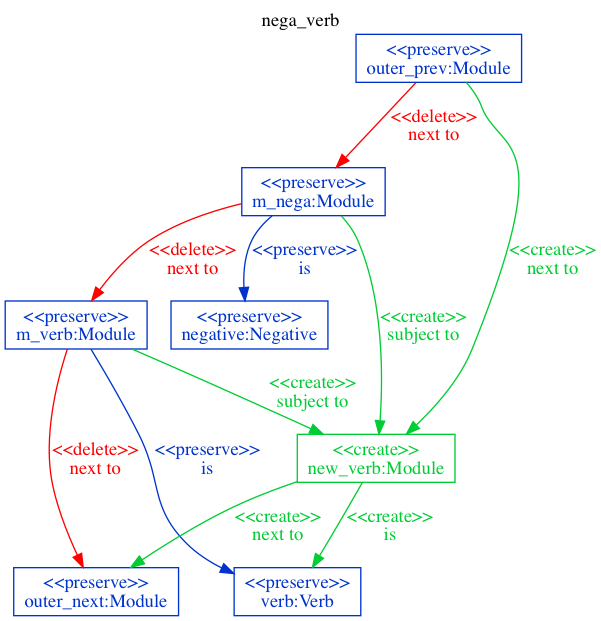 nega_verb
<<preserve>>
outer_prev:Module
<<delete>>
next to
<<preserve>>
m_nega:Module
<<create>>
next to
<<delete>>
next to
<<preserve>>
is
<<preserve>>
m_verb:Module
<<preserve>>
negative:Negative
<<create>>
subject to
<<create>>
subject to
<<delete>>
next to
<<preserve>>
is
<<create>>
new_verb:Module
<<create>>
next to
<<create>>
is
<<preserve>>
outer_next:Module
<<preserve>>
verb:Verb